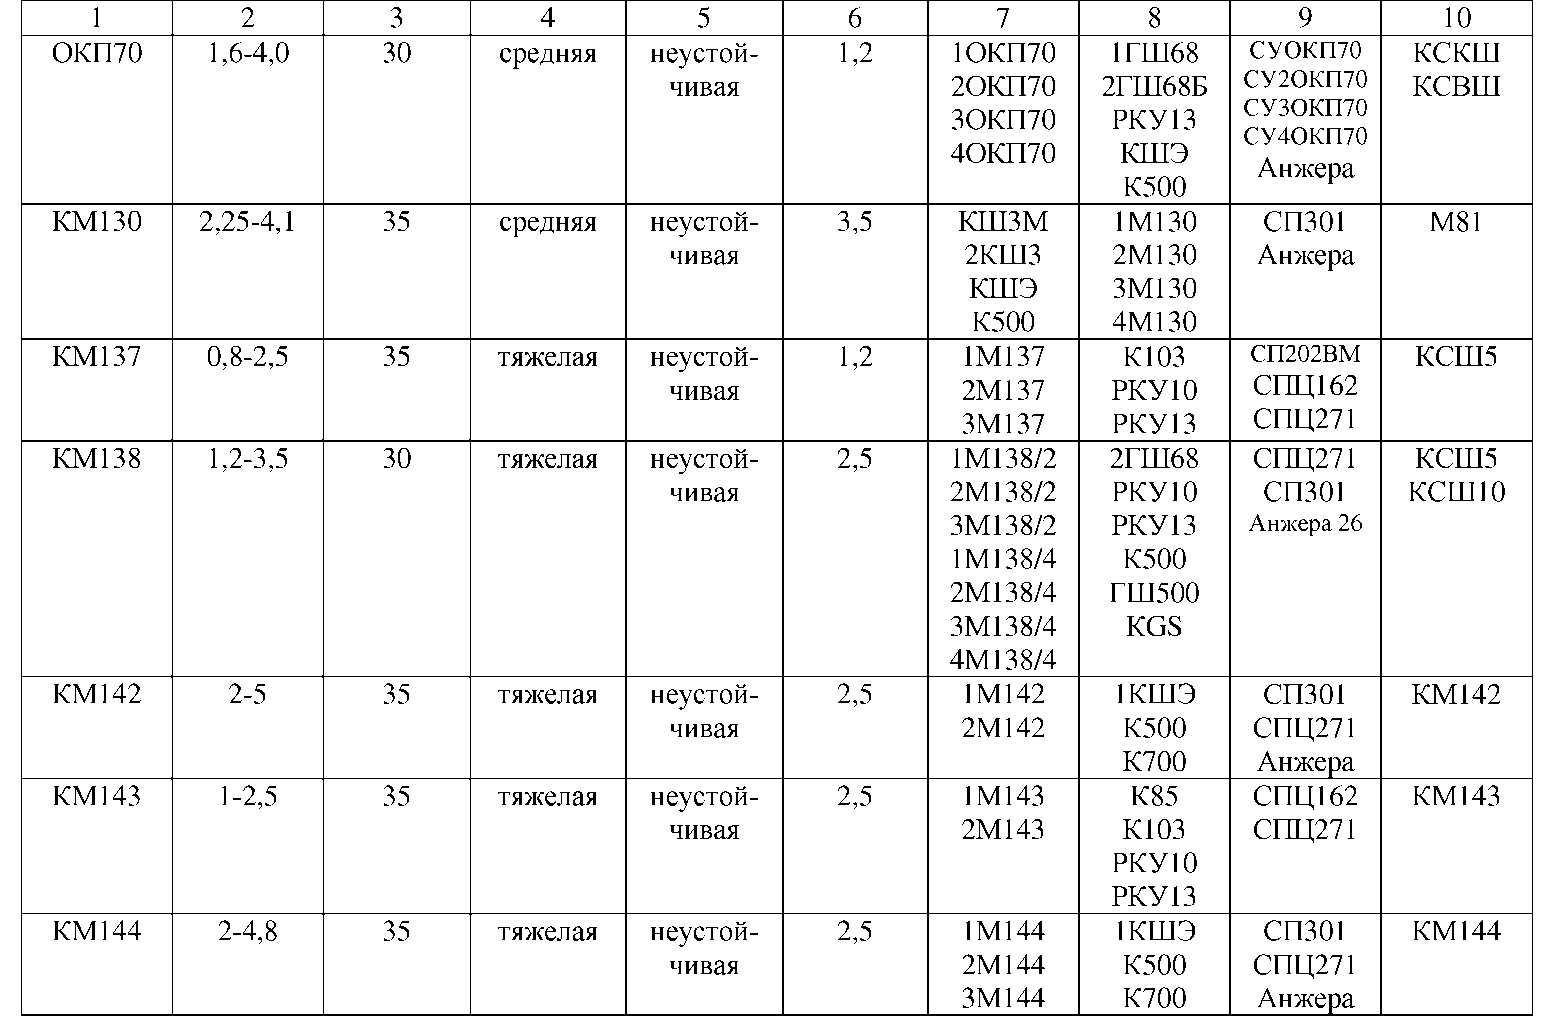 1 2 3 4 5 6 7 8 9 10
ОКП70 1,6-4,0 30 средняя неустой- 1,2 1ОКП70 1ГШ68 СУОКП70 КСКШ
чивая 2ОКП70 2ГШ68Б СУ2ОКП70 КСВШ
3ОКП70 РКУ13 СУ3ОКП70
4ОКП70 КШЭ СУ4ОКП70
К500 Анжера
КМ130 2,25-4,1 35 средняя неустой- 3,5 КШ3М 1М130 СП301 М81
чивая 2КШ3 2М130 Анжера
КШЭ 3М130
К500 4М130
КМ137 0,8-2,5 35 тяжелая неустой- 1,2 1М137 К103 СП202ВМ КСШ5
чивая 2М137 РКУ10 СПЦ162
3М137 РКУ13 СПЦ271
КМ138 1,2-3,5 30 тяжелая неустой- 2,5 1М138/2 2ГШ68 СПЦ271 КСШ5
чивая 2М138/2 РКУ10 СП301 КСШ10
3М138/2 РКУ13 Анжера 26
1М138/4 К500
2М138/4 ГШ500
3М138/4 KGS
4М138/4
КМ142 2-5 35 тяжелая неустой- 2,5 1М142 1КШЭ СП301 КМ142
чивая 2М142 К500 СПЦ271
К700 Анжера
КМ143 1-2,5 35 тяжелая неустой- 2,5 1М143 К85 СПЦ162 КМ143
чивая 2М143 К103 СПЦ271
РКУ10
РКУ13
КМ144 2-4,8 35 тяжелая неустой- 2,5 1М144 1КШЭ СП301 КМ144
чивая 2М144 К500 СПЦ271
3М144 К700 Анжера